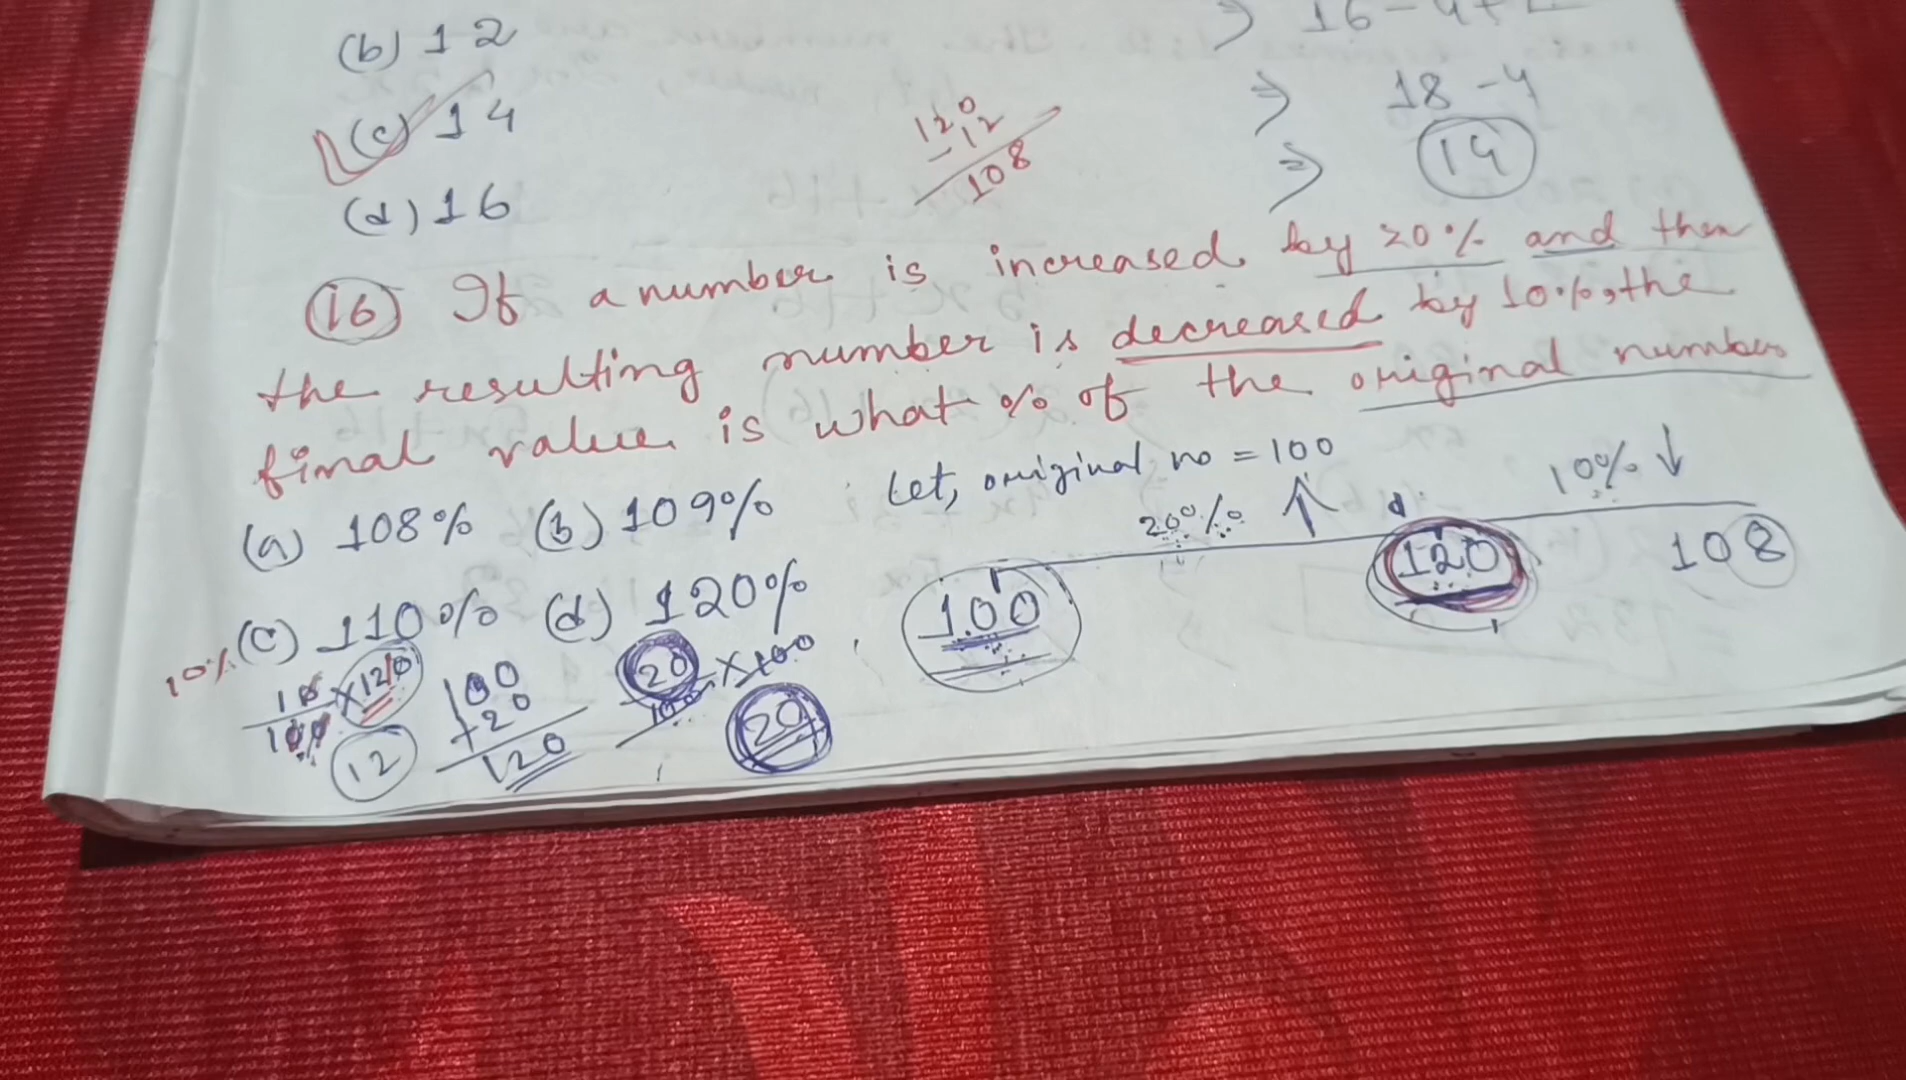 (b) 12
⇒ 16-4+2
(c) 14
⇒ 18-4
120
-12
108
⇒ 14
(d) 16
(16) If a number is increased by 20% and then
the resulting number is decreased by 10%, the
final value is what % of the original number
(a) 108% (b) 109%
Let, original no = 100
20% ↑
10% ↓
100
120
108
(c) 110% (d) 120%
10%
10/100 × 120
12
100
+20
120
20/100 × 100
20